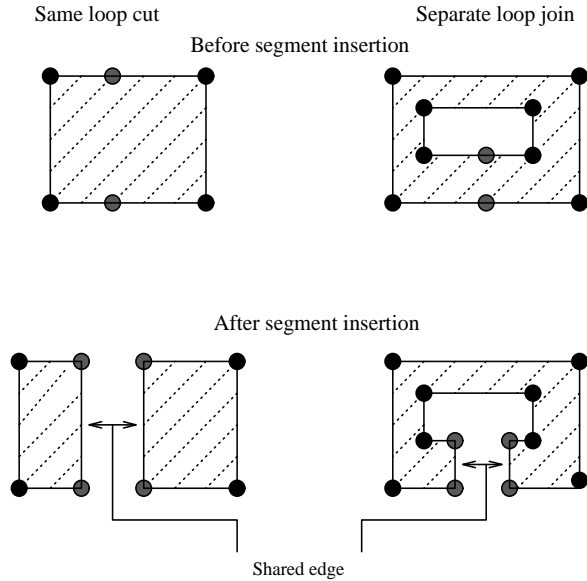 Same loop cut
Separate loop join
Before segment insertion
After segment insertion
Shared edge